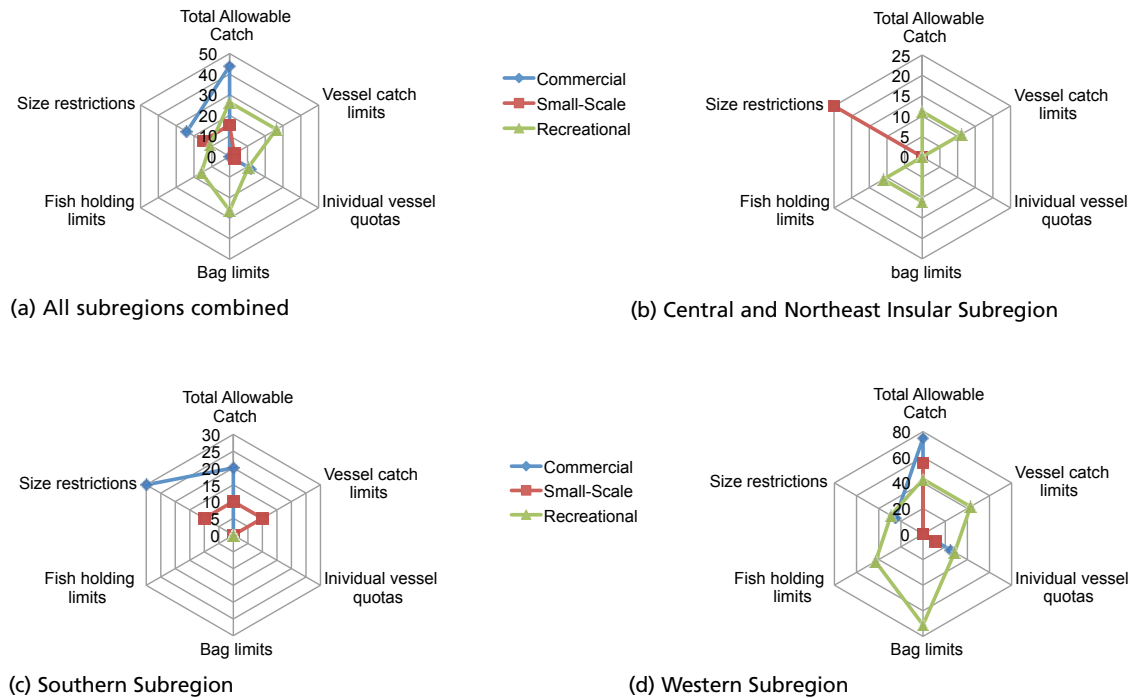 Total Allowable
Catch
50
40
30
20
10
0
Vessel catch
limits
Inividual vessel
quotas
Bag limits
Fish holding
limits
Size restrictions
(a) All subregions combined
Commercial
Small-Scale
Recreational
Total Allowable
Catch
25
20
15
10
5
0
Vessel catch
limits
Inividual vessel
quotas
bag limits
Fish holding
limits
Size restrictions
(b) Central and Northeast Insular Subregion
Total Allowable
Catch
30
25
20
15
10
5
0
Vessel catch
limits
Inividual vessel
quotas
Bag limits
Fish holding
limits
Size restrictions
(c) Southern Subregion
Commercial
Small-Scale
Recreational
Total Allowable
Catch
80
60
40
20
0
Vessel catch
limits
Inividual vessel
quotas
Bag limits
Fish holding
limits
Size restrictions
(d) Western Subregion